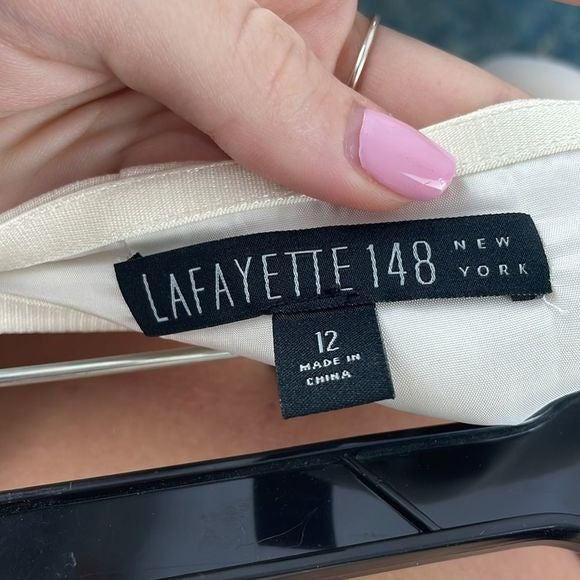 LAFAYETTE 148 NEW YORK
12
MADE IN
CHINA